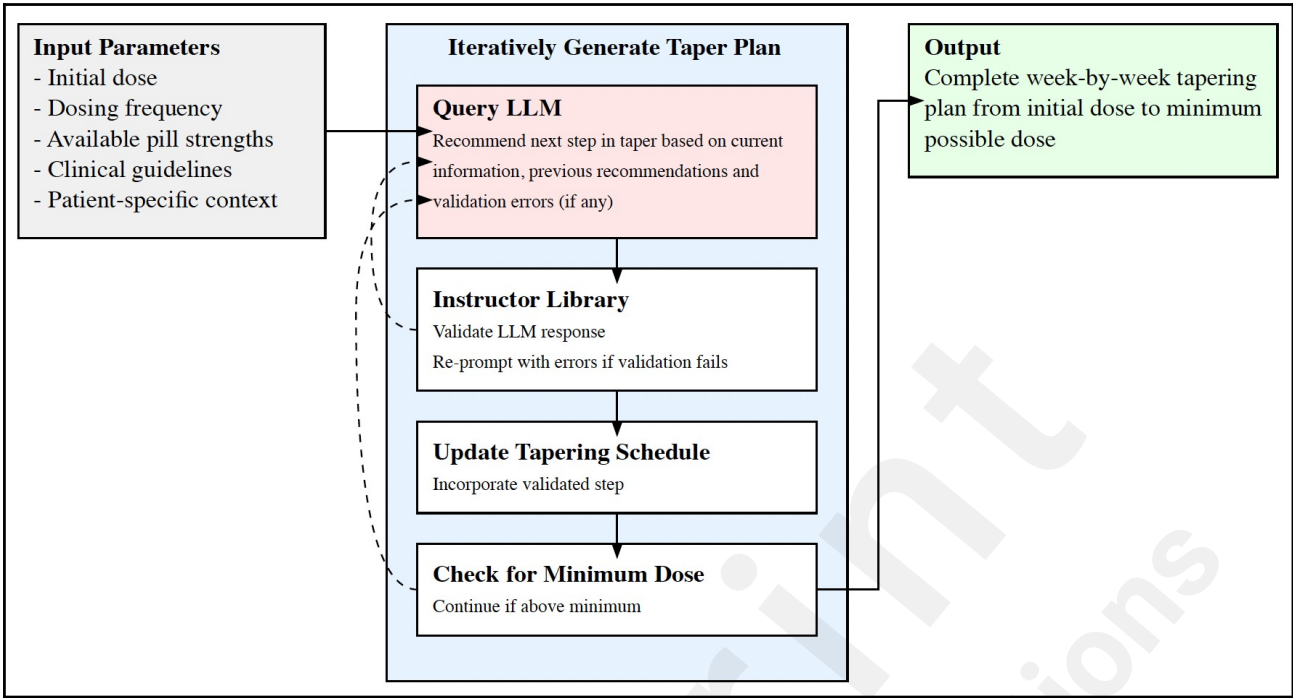 Input Parameters
- Initial dose
- Dosing frequency
- Available pill strengths
- Clinical guidelines
- Patient-specific context
Iteratively Generate Taper Plan
Query LLM
Recommend next step in taper based on current
information, previous recommendations and
validation errors (if any)
Instructor Library
Validate LLM response
Re-prompt with errors if validation fails
Update Tapering Schedule
Incorporate validated step
Check for Minimum Dose
Continue if above minimum
Output
Complete week-by-week tapering
plan from initial dose to minimum
possible dose